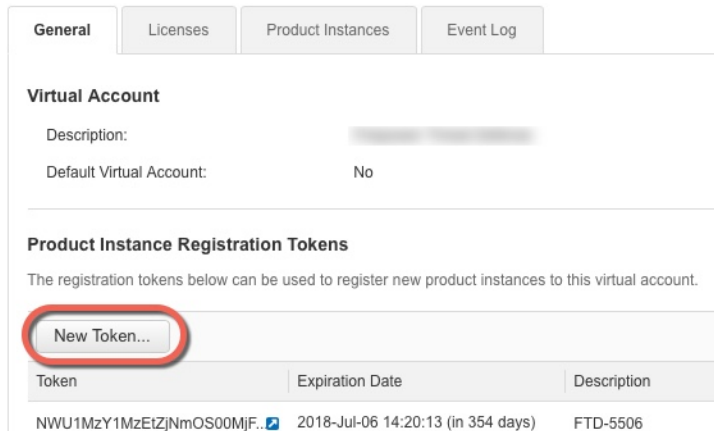 General Licenses Product Instances Event Log
Virtual Account
Description:
Default Virtual Account: No
Product Instance Registration Tokens
The registration tokens below can be used to register new product instances to this virtual account.
New Token...
Token Expiration Date Description
NWU1MzY1MzEtZjNmOS00MjF... 2018-Jul-06 14:20:13 (in 354 days) FTD-5506